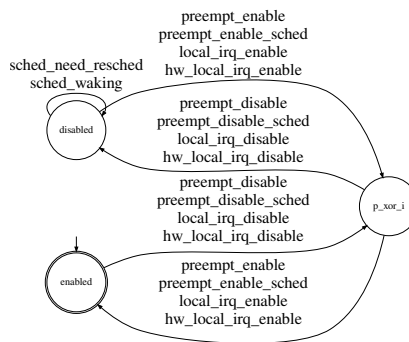 preempt_enable
preempt_enable_sched
local_irq_enable
hw_local_irq_enable
sched_need_resched
sched_waking
disabled
preempt_disable
preempt_disable_sched
local_irq_disable
hw_local_irq_disable
preempt_disable
preempt_disable_sched
local_irq_disable
hw_local_irq_disable
p_xor_i
enabled
preempt_enable
preempt_enable_sched
local_irq_enable
hw_local_irq_enable